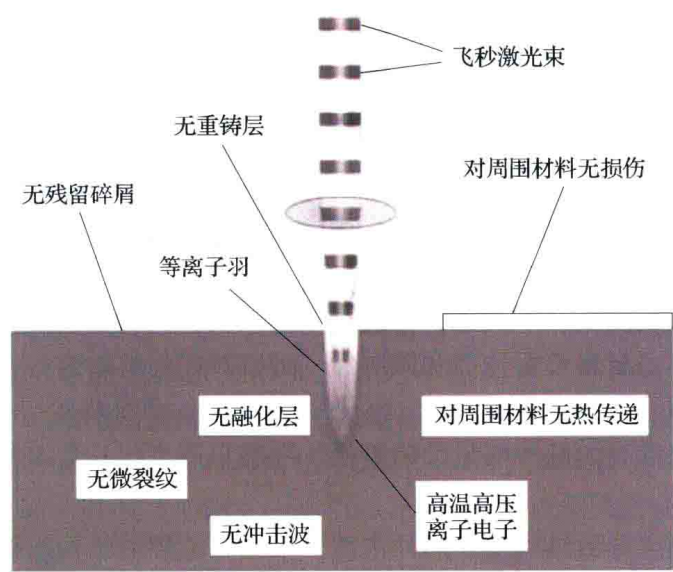 飞秒激光束
无重铸层
对周围材料无损伤
无残留碎屑
等离子羽
无融化层
对周围材料无热传递
无微裂纹
高温高压
离子电子
无冲击波